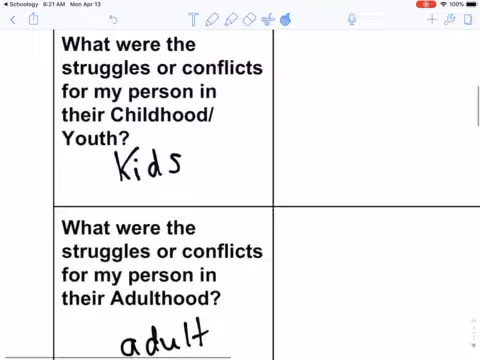 Schoology 6:21 AM Mon Apr 13 100%
What were the
struggles or conflicts
for my person in
their Childhood/
Youth?
Kids
What were the
struggles or conflicts
for my person in
their Adulthood?
adult